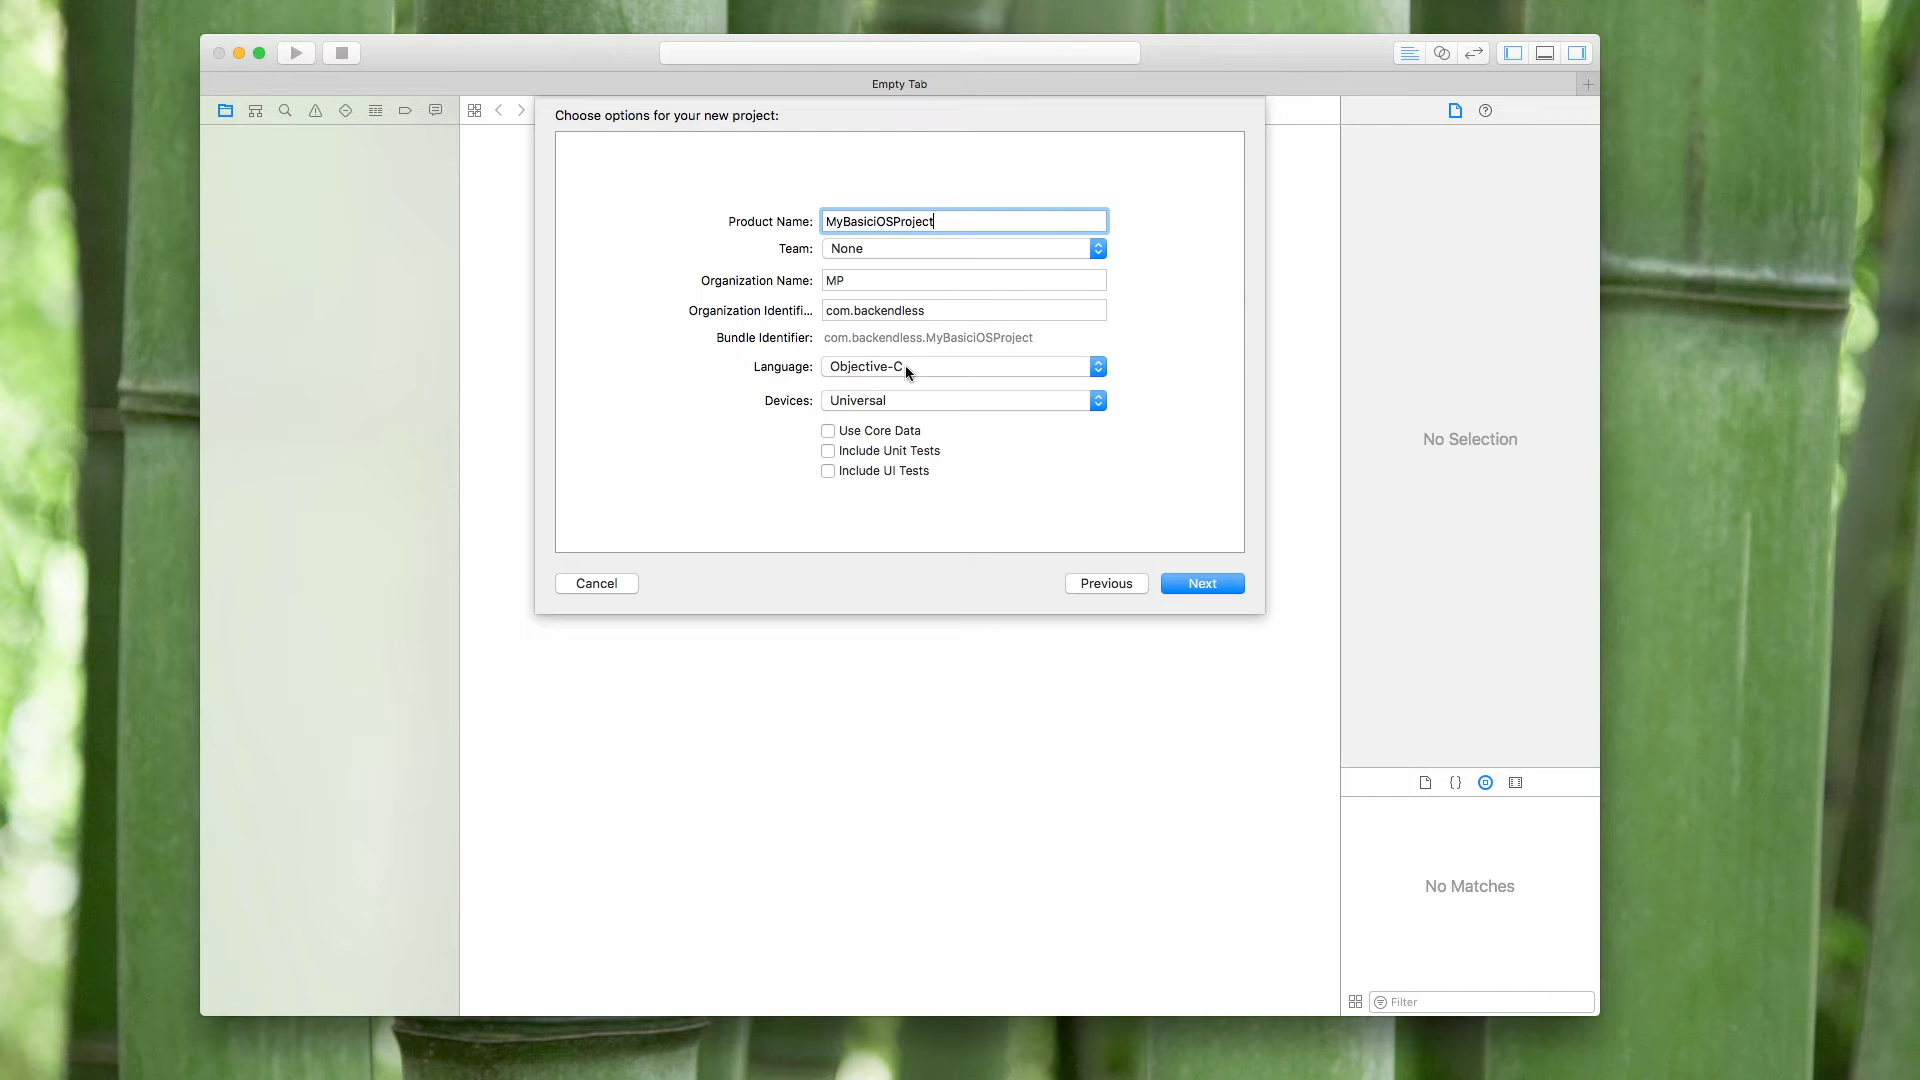 Empty Tab
Choose options for your new project:
Product Name: MyBasiciOSProject
Team: None
Organization Name: MP
Organization Identifi... com.backendless
Bundle Identifier: com.backendless.MyBasiciOSProject
Language: Objective-C
Devices: Universal
Use Core Data
Include Unit Tests
Include UI Tests
Cancel Previous Next
No Selection
{}
No Matches
Filter